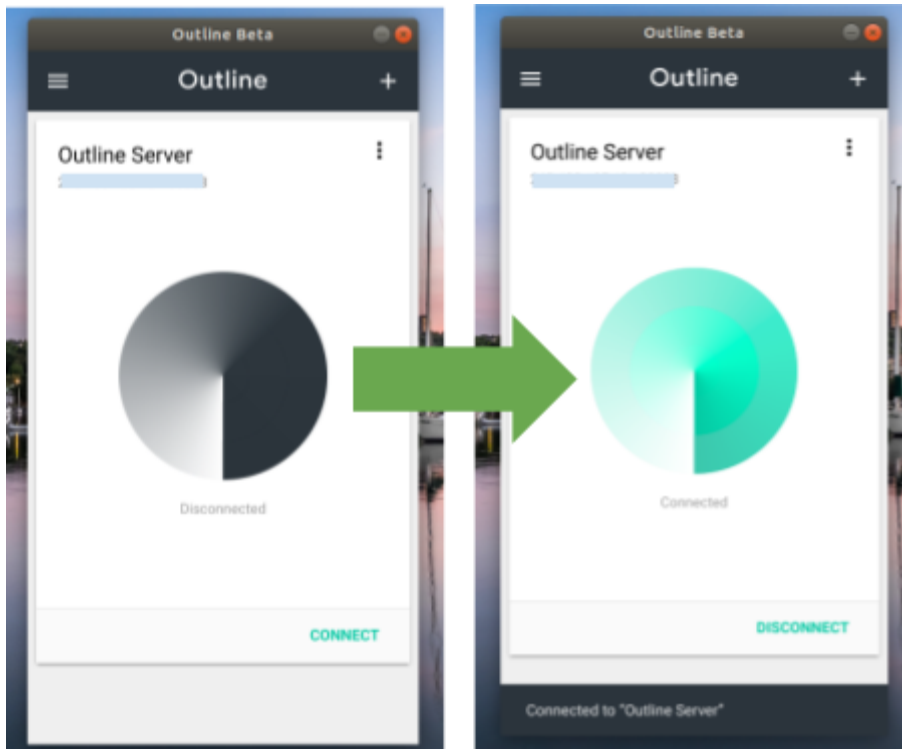 Outline Beta
Outline
Outline Server
Disconnected
CONNECT
Outline Beta
Outline
Outline Server
Connected
DISCONNECT
Connected to "Outline Server"